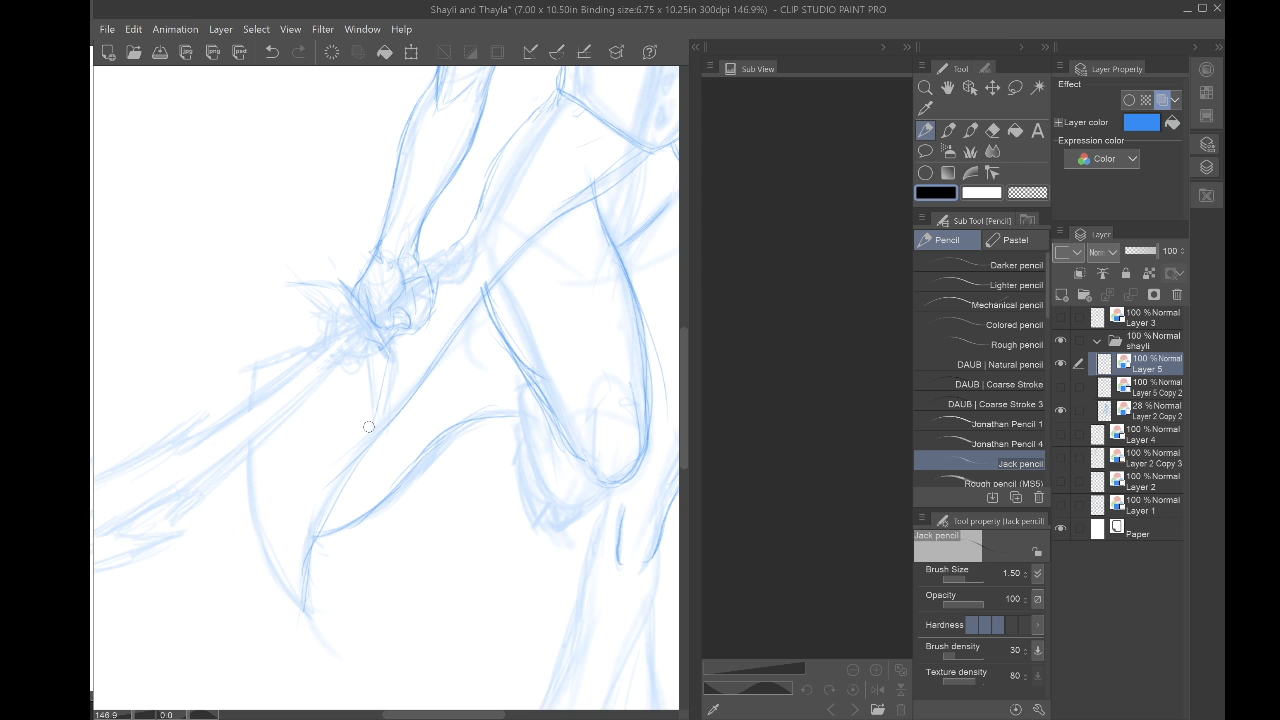 Shayli and Thayla* (7.00 x 10.50in Binding size:6.75 x 10.25in 300dpi 146.9%) - CLIP STUDIO PAINT PRO
File Edit Animation Layer Select View Filter Window Help
Sub View
Tool
Layer Property
Effect
Layer color
Expression color
Color
Sub Tool [Pencil]
Pencil
Pastel
Darker pencil
Lighter pencil
Mechanical pencil
Colored pencil
Rough pencil
DAUB | Natural pencil
DAUB | Coarse Stroke
DAUB | Coarse Stroke 3
Jonathan Pencil 1
Jonathan Pencil 4
Jack pencil
Rough pencil (MS5)
Tool property [Jack pencil]
Jack pencil
Brush Size 1.50
Opacity 100
Hardness
Brush density 30
Texture density 80
Layer
Norm 100
100 % Normal
Layer 3
100 % Normal
shayli
100 % Normal
Layer 5
100 % Normal
Layer 5 Copy 2
28 % Normal
Layer 2 Copy 2
100 % Normal
Layer 4
100 % Normal
Layer 2 Copy 3
100 % Normal
Layer 2
100 % Normal
Layer 1
Paper
146.9
0.0